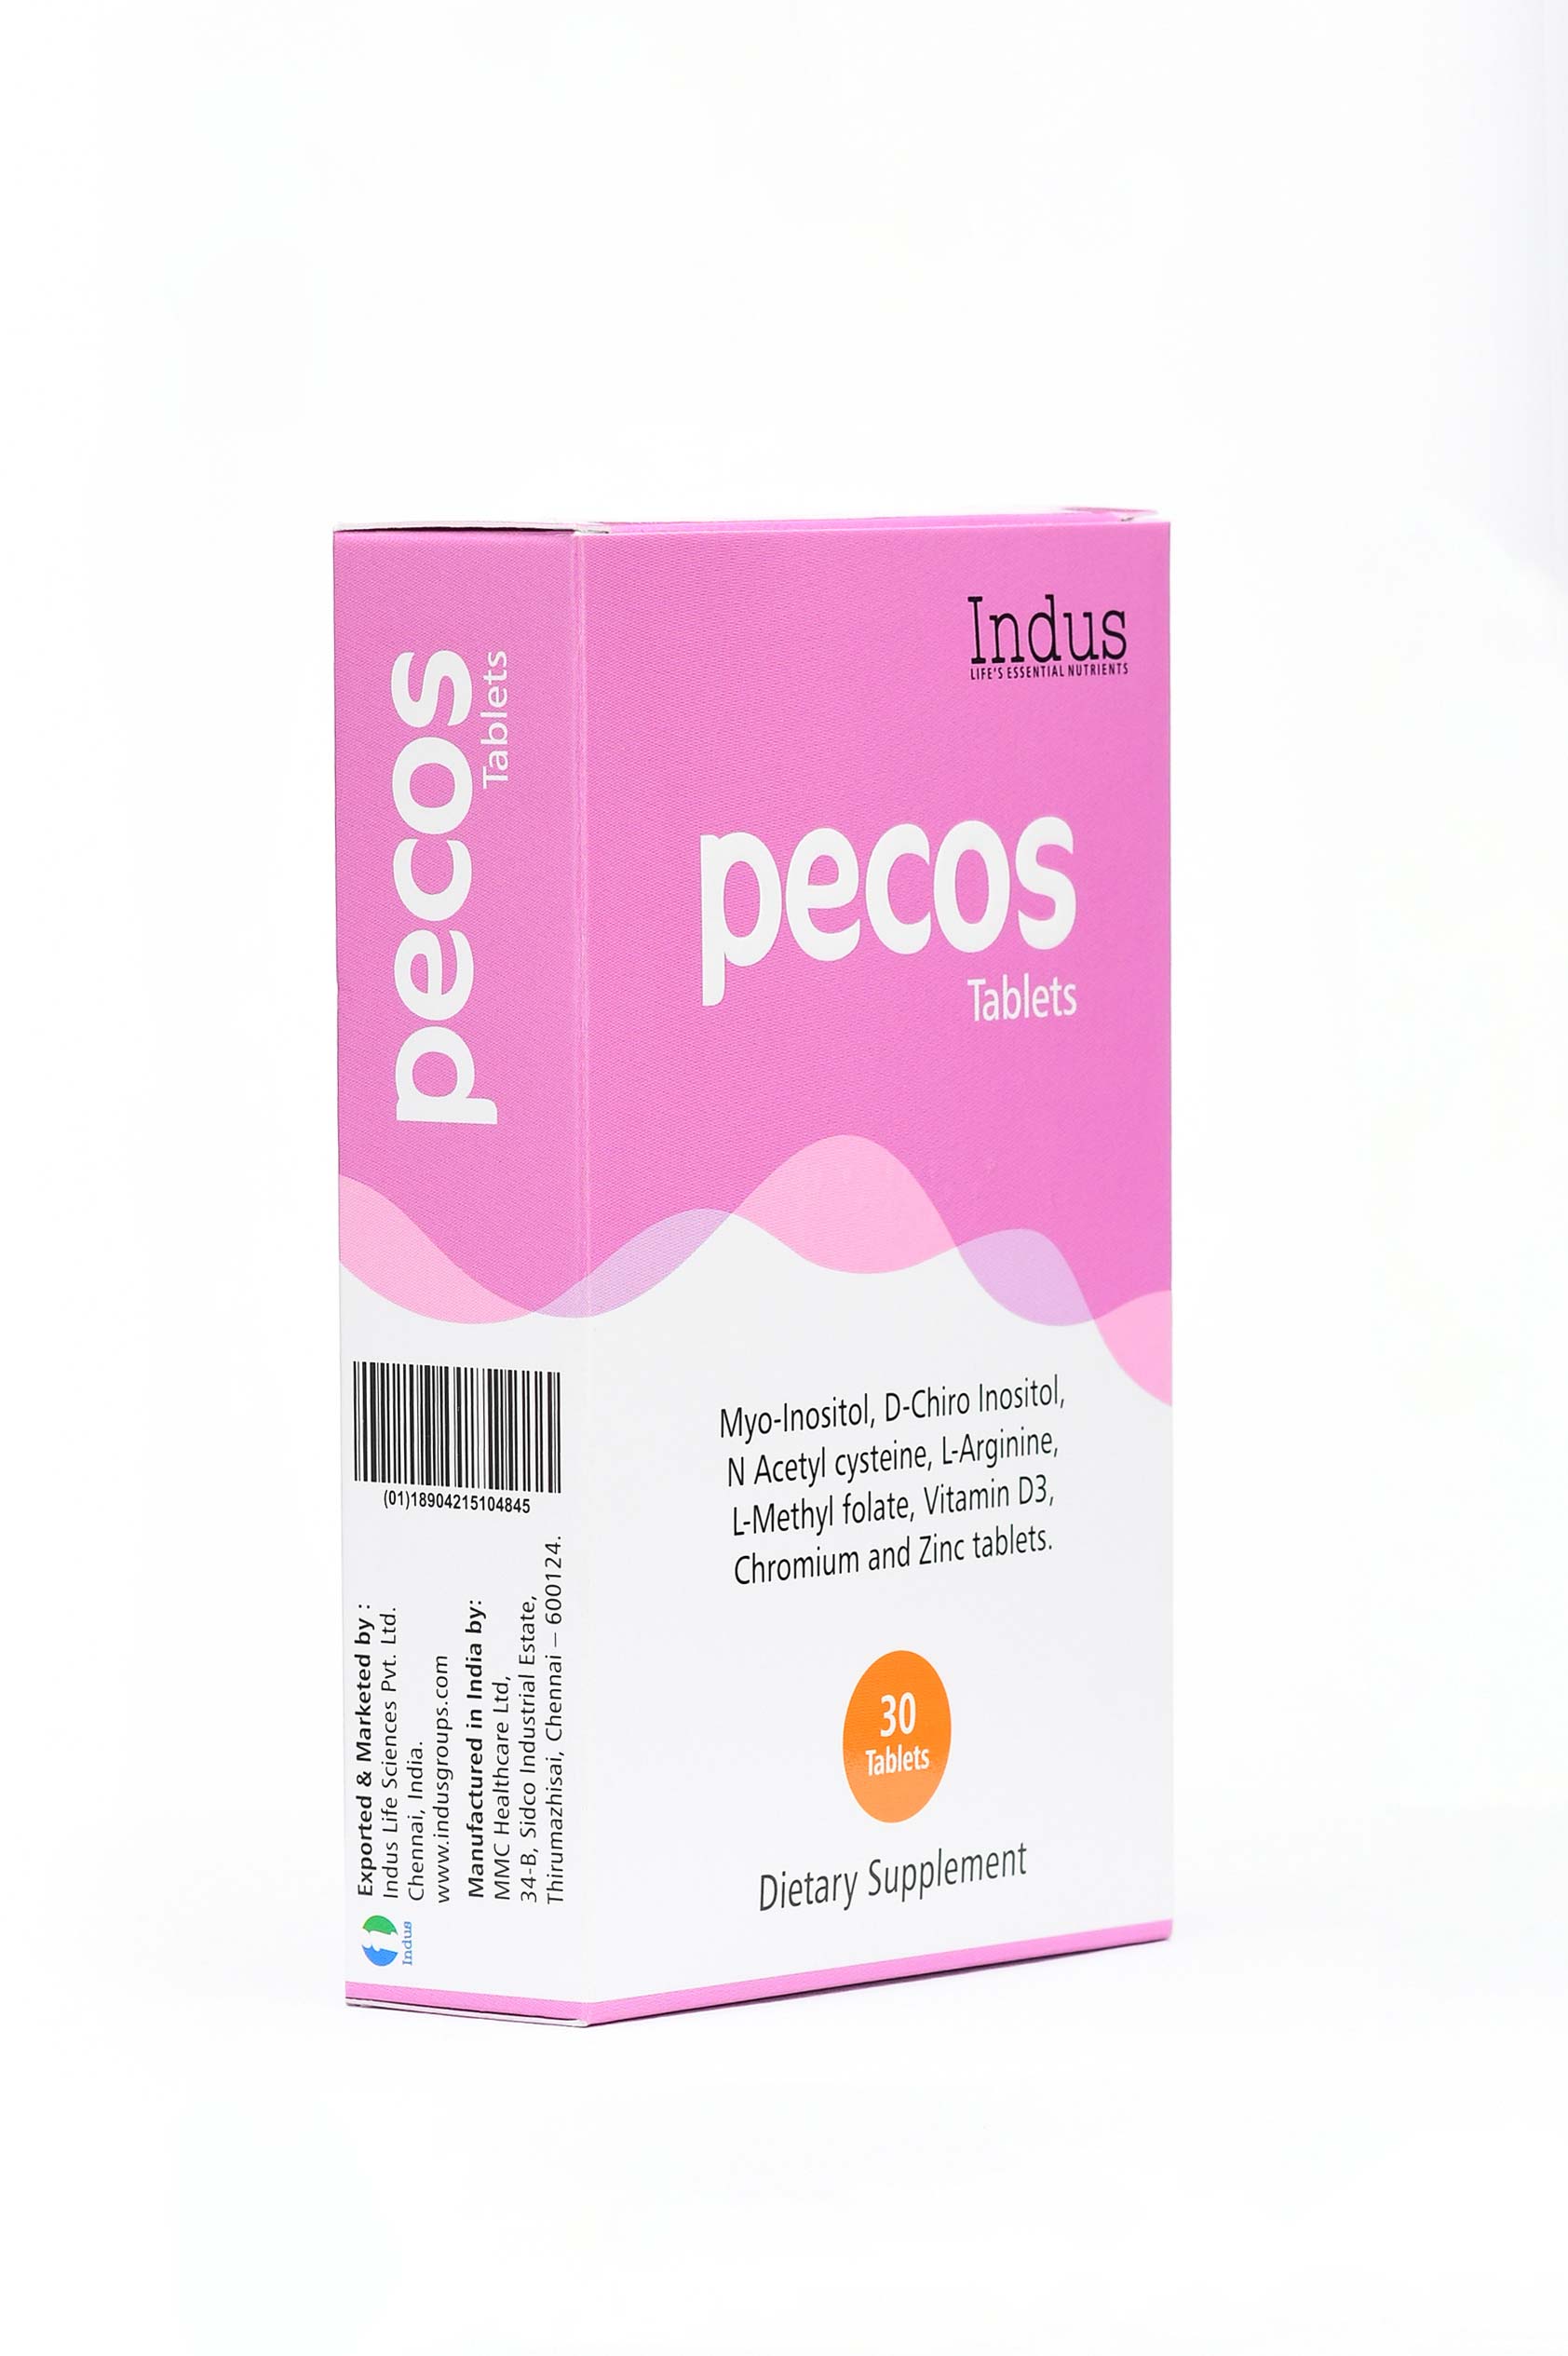 Indus
LIFE'S ESSENTIAL NUTRIENTS
pecos
Tablets
Myo-Inositol, D-Chiro Inositol,
N Acetyl cysteine, L-Arginine,
L-Methyl folate, Vitamin D3,
Chromium and Zinc tablets.
30
Tablets
Dietary Supplement
pecos
Tablets
(01)18904215104845
Exported & Marketed by :
Indus Life Sciences Pvt. Ltd.
Chennai, India.
www.indusgroups.com
Manufactured in India by:
MMC Healthcare Ltd,
34-B, Sidco Industrial Estate,
Thirumazhisai, Chennai – 600124.
Indus